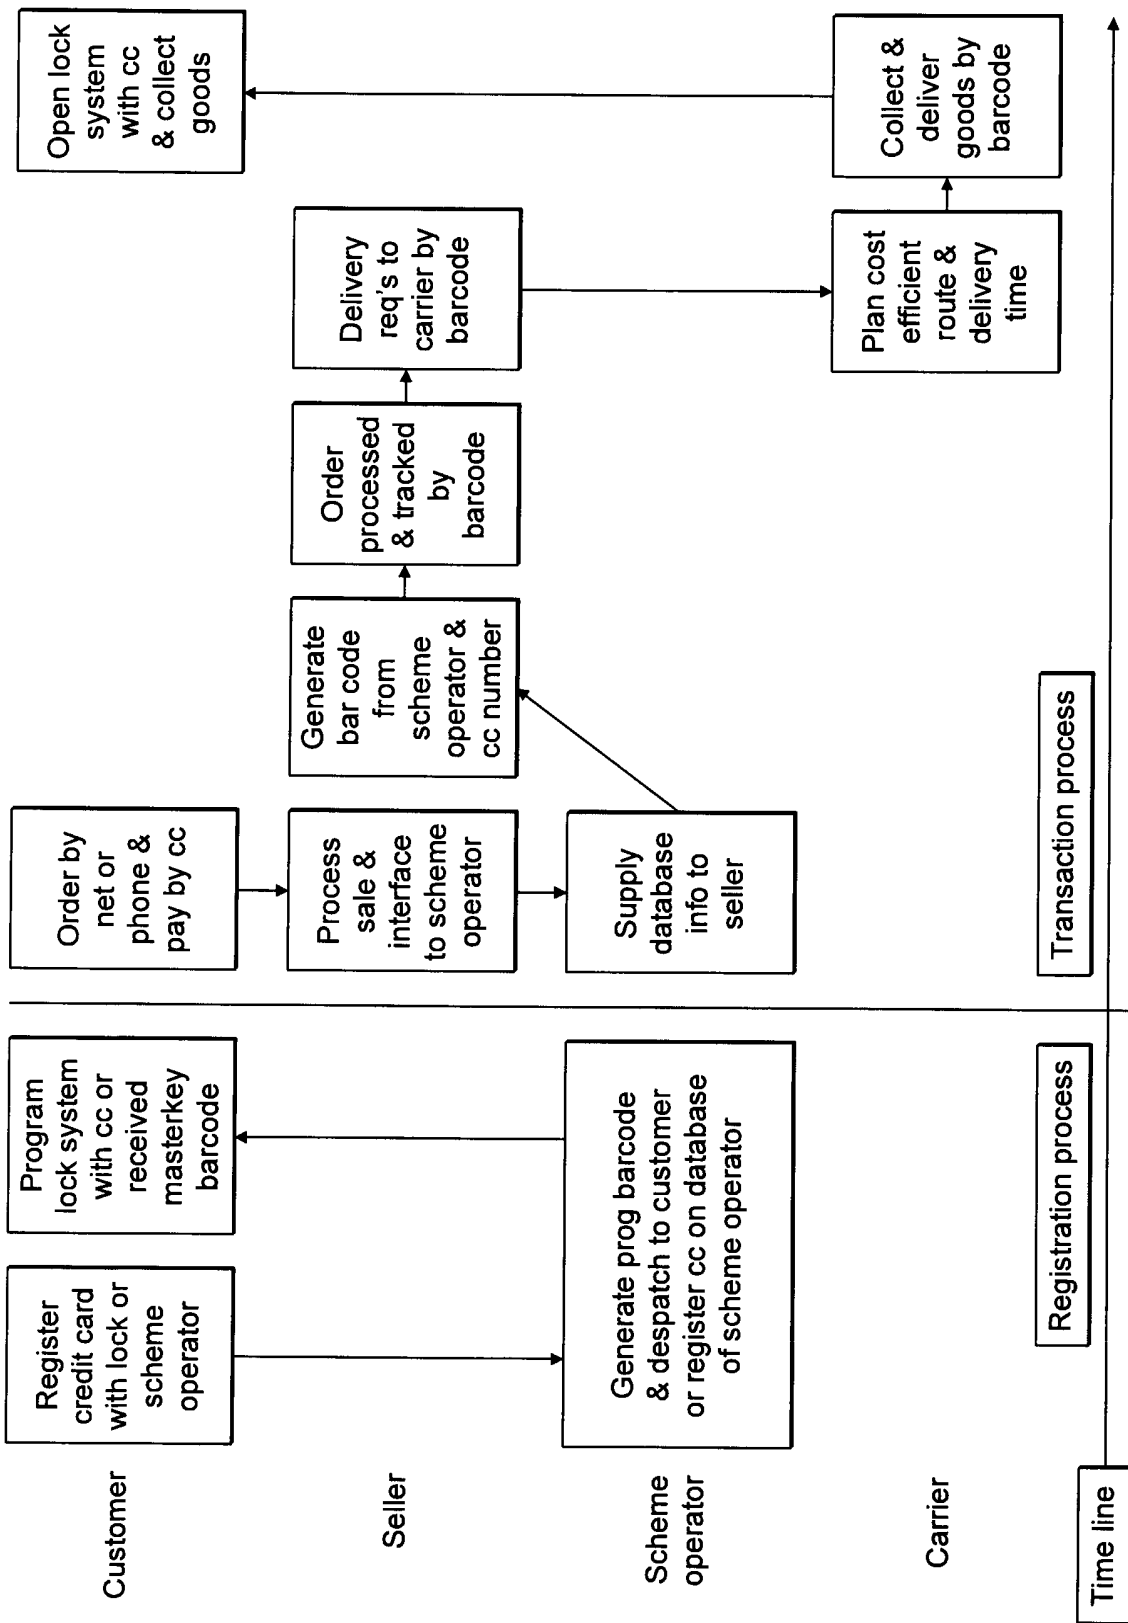 Customer
Register
credit card
with lock or
scheme
operator
Program
lock system
with cc or
received
masterkey
barcode
Order by
net or
phone &
pay by cc
Open lock
system
with cc
& collect
goods
Seller
Process
sale &
interface
to scheme
operator
Generate
bar code
from
scheme
operator &
cc number
Order
processed
& tracked
by
barcode
Delivery
req's to
carrier by
barcode
Scheme
operator
Generate prog barcode
& despatch to customer
or register cc on database
of scheme operator
Supply
database
info to
seller
Carrier
Plan cost
efficient
route &
delivery
time
Collect &
deliver
goods by
barcode
Registration process
Transaction process
Time line